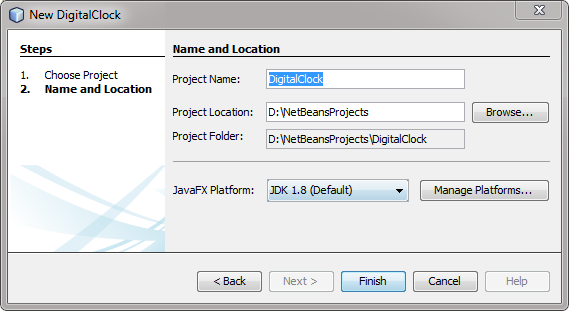 New DigitalClock
Steps
1. Choose Project
2. Name and Location
Name and Location
Project Name: DigitalClock
Project Location: D:\NetBeansProjects Browse...
Project Folder: D:\NetBeansProjects\DigitalClock
JavaFX Platform: JDK 1.8 (Default) Manage Platforms...
< Back Next > Finish Cancel Help